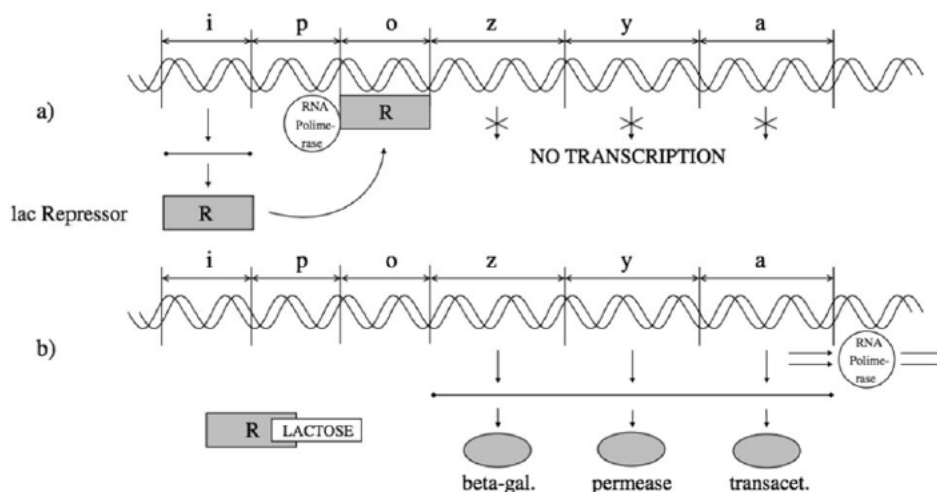 i p o z y a
a)
RNA
Polime-
rase
R
NO TRANSCRIPTION
lac Repressor
R
i p o z y a
b)
RNA
Polime-
rase
R
LACTOSE
beta-gal. permease transacet.